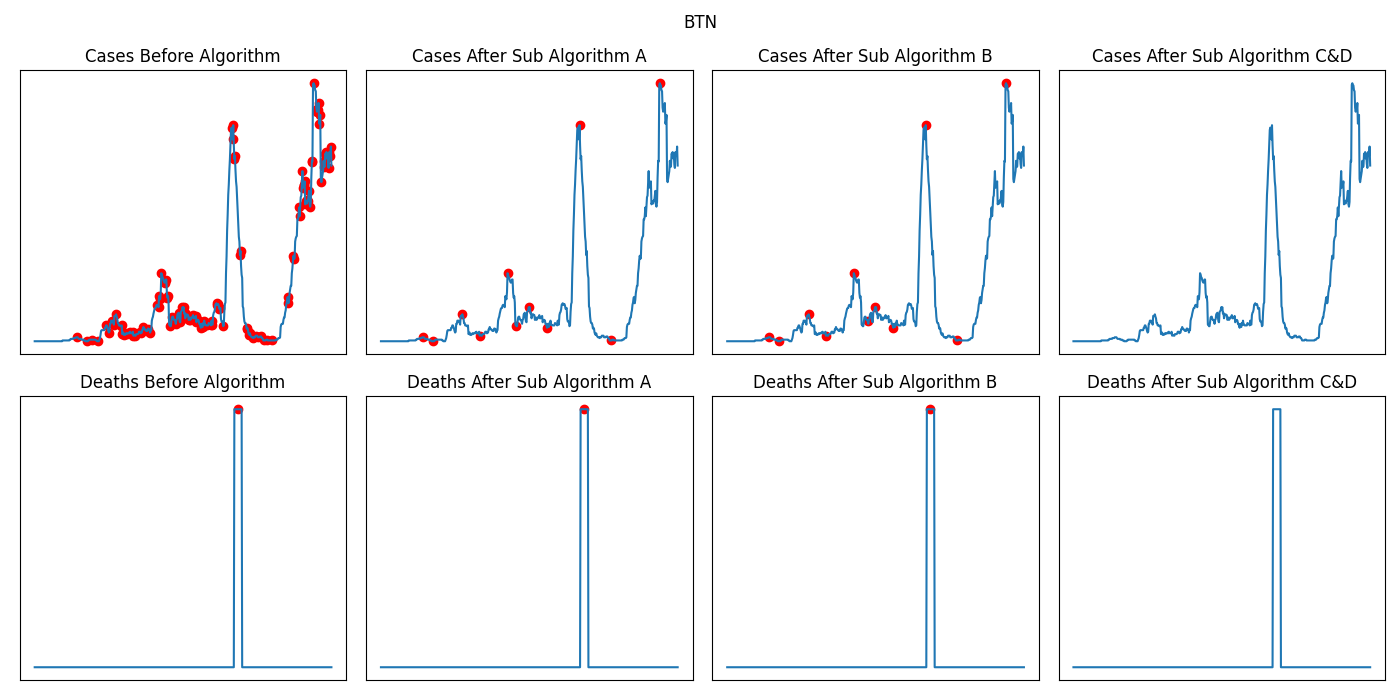 BTN
Cases Before Algorithm
Cases After Sub Algorithm A
Cases After Sub Algorithm B
Cases After Sub Algorithm C&D
Deaths Before Algorithm
Deaths After Sub Algorithm A
Deaths After Sub Algorithm B
Deaths After Sub Algorithm C&D